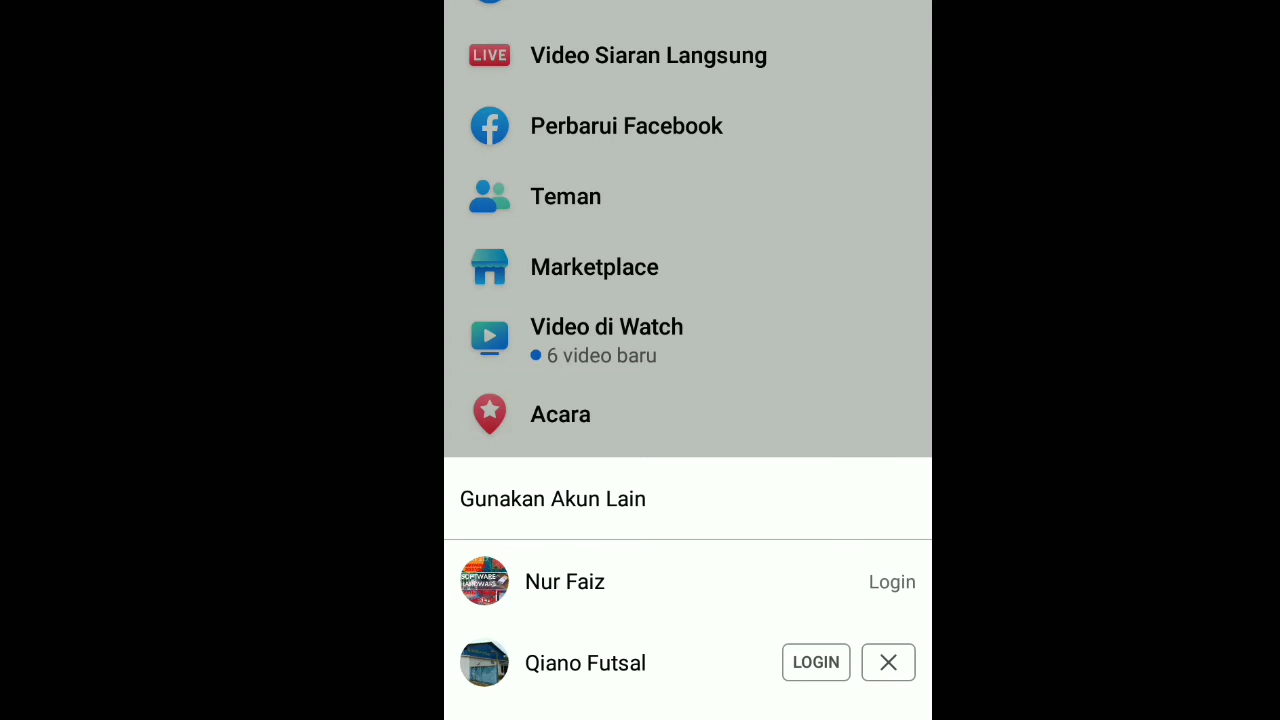 LIVE
Video Siaran Langsung
Perbarui Facebook
Teman
Marketplace
Video di Watch
6 video baru
Acara
Gunakan Akun Lain
SOFTWARE
Nur Faiz
Login
Qiano Futsal
LOGIN